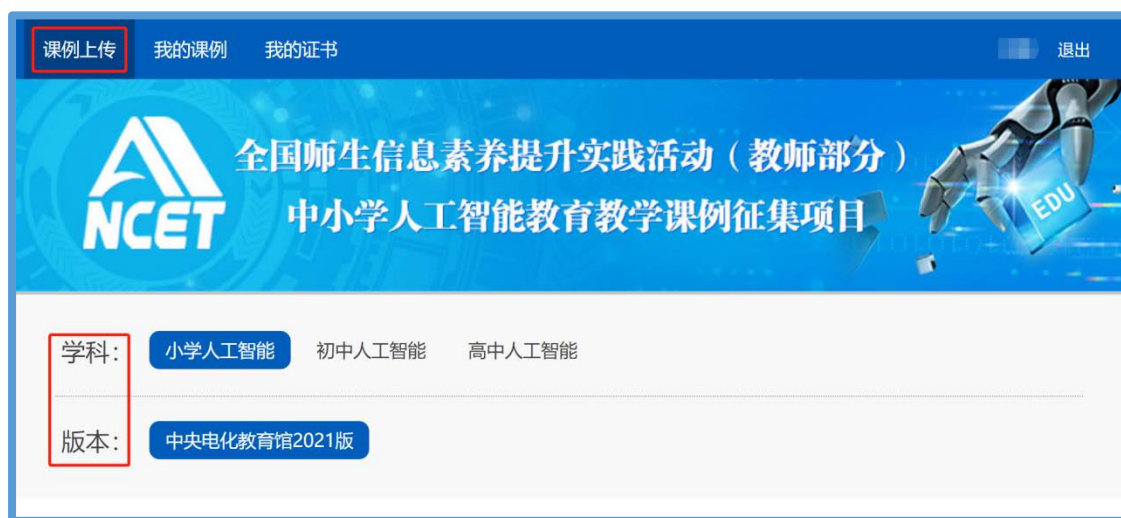 课例上传 我的课例 我的证书 退出
全国师生信息素养提升实践活动（教师部分）
中小学人工智能教育教学课例征集项目
NCET
EDU
学科： 小学人工智能 初中人工智能 高中人工智能
版本： 中央电化教育馆2021版